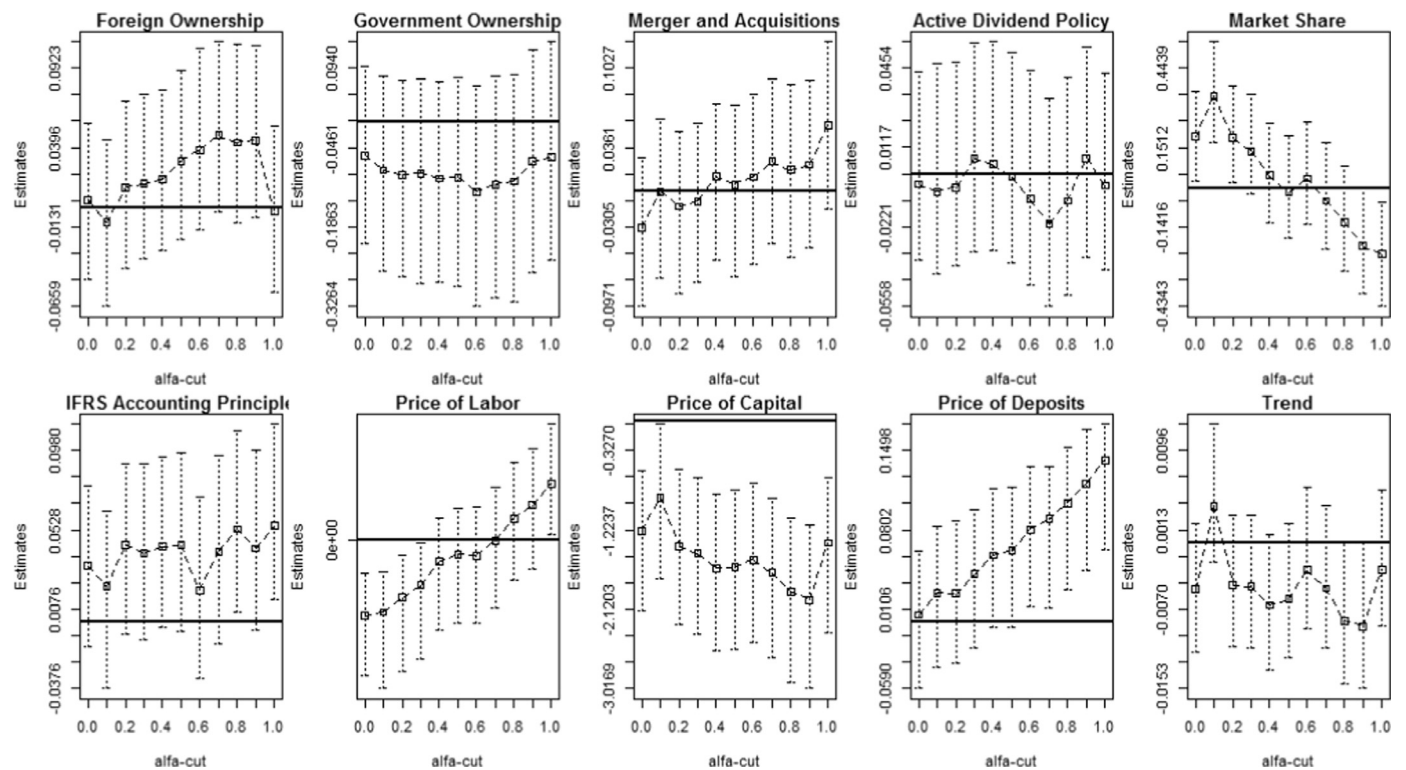 Foreign Ownership
Estimates
0.0923
0.0396
-0.0131
-0.0659
0.0 0.2 0.4 0.6 0.8 1.0
alfa-cut
Government Ownership
Estimates
0.0940
-0.0461
-0.1863
-0.3264
0.0 0.2 0.4 0.6 0.8 1.0
alfa-cut
Merger and Acquisitions
Estimates
0.1027
0.0361
-0.0305
-0.0971
0.0 0.2 0.4 0.6 0.8 1.0
alfa-cut
Active Dividend Policy
Estimates
0.0454
0.0117
-0.0221
-0.0558
0.0 0.2 0.4 0.6 0.8 1.0
alfa-cut
Market Share
Estimates
0.4439
0.1512
-0.1416
-0.4343
0.0 0.2 0.4 0.6 0.8 1.0
alfa-cut
IFRS Accounting Principle
Estimates
0.0980
0.0528
0.0076
-0.0376
0.0 0.2 0.4 0.6 0.8 1.0
alfa-cut
Price of Labor
Estimates
0e+00
0.0 0.2 0.4 0.6 0.8 1.0
alfa-cut
Price of Capital
Estimates
-0.3270
-1.2237
-2.1203
-3.0169
0.0 0.2 0.4 0.6 0.8 1.0
alfa-cut
Price of Deposits
Estimates
0.1498
0.0802
0.0106
-0.0590
0.0 0.2 0.4 0.6 0.8 1.0
alfa-cut
Trend
Estimates
0.0096
0.0013
-0.0070
-0.0153
0.0 0.2 0.4 0.6 0.8 1.0
alfa-cut